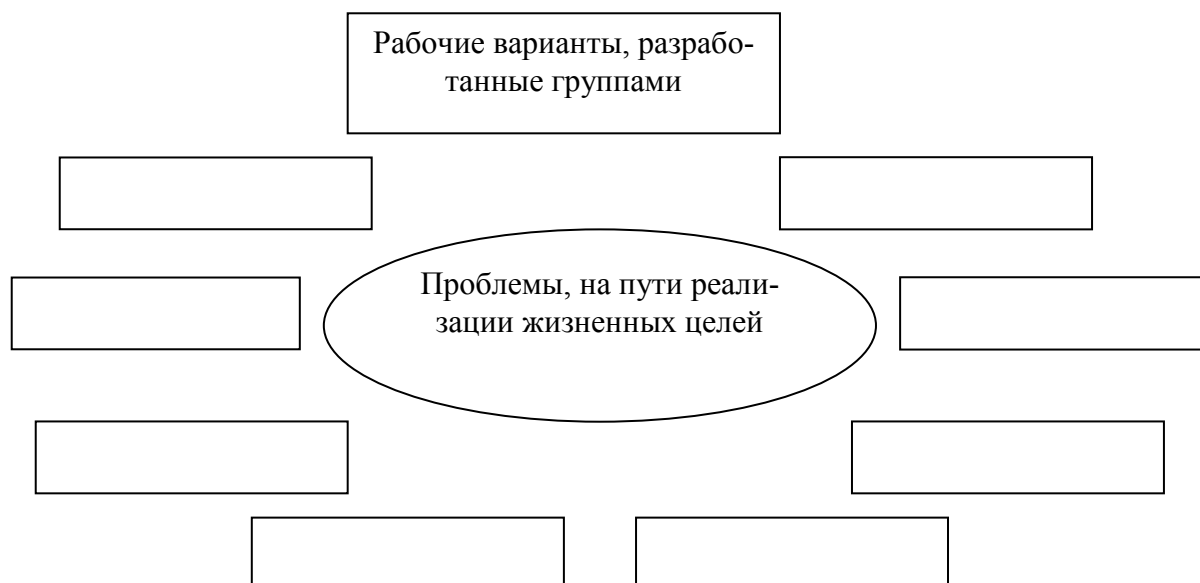 Рабочие варианты, разрабо-
танные группами
Проблемы, на пути реали-
зации жизненных целей